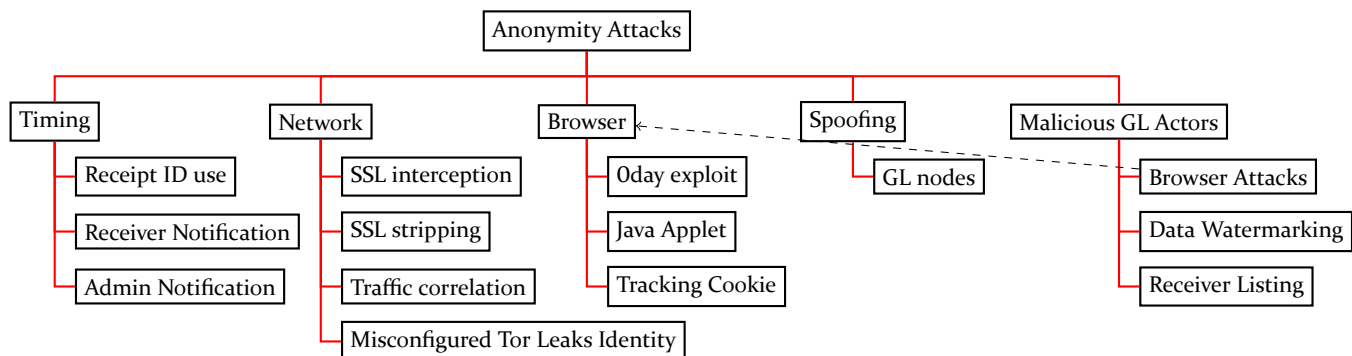 Anonymity Attacks
Timing
Network
Browser
Spoofing
Malicious GL Actors
Receipt ID use
SSL interception
0day exploit
GL nodes
Browser Attacks
Receiver Notification
SSL stripping
Java Applet
Data Watermarking
Admin Notification
Traffic correlation
Tracking Cookie
Receiver Listing
Misconfigured Tor Leaks Identity